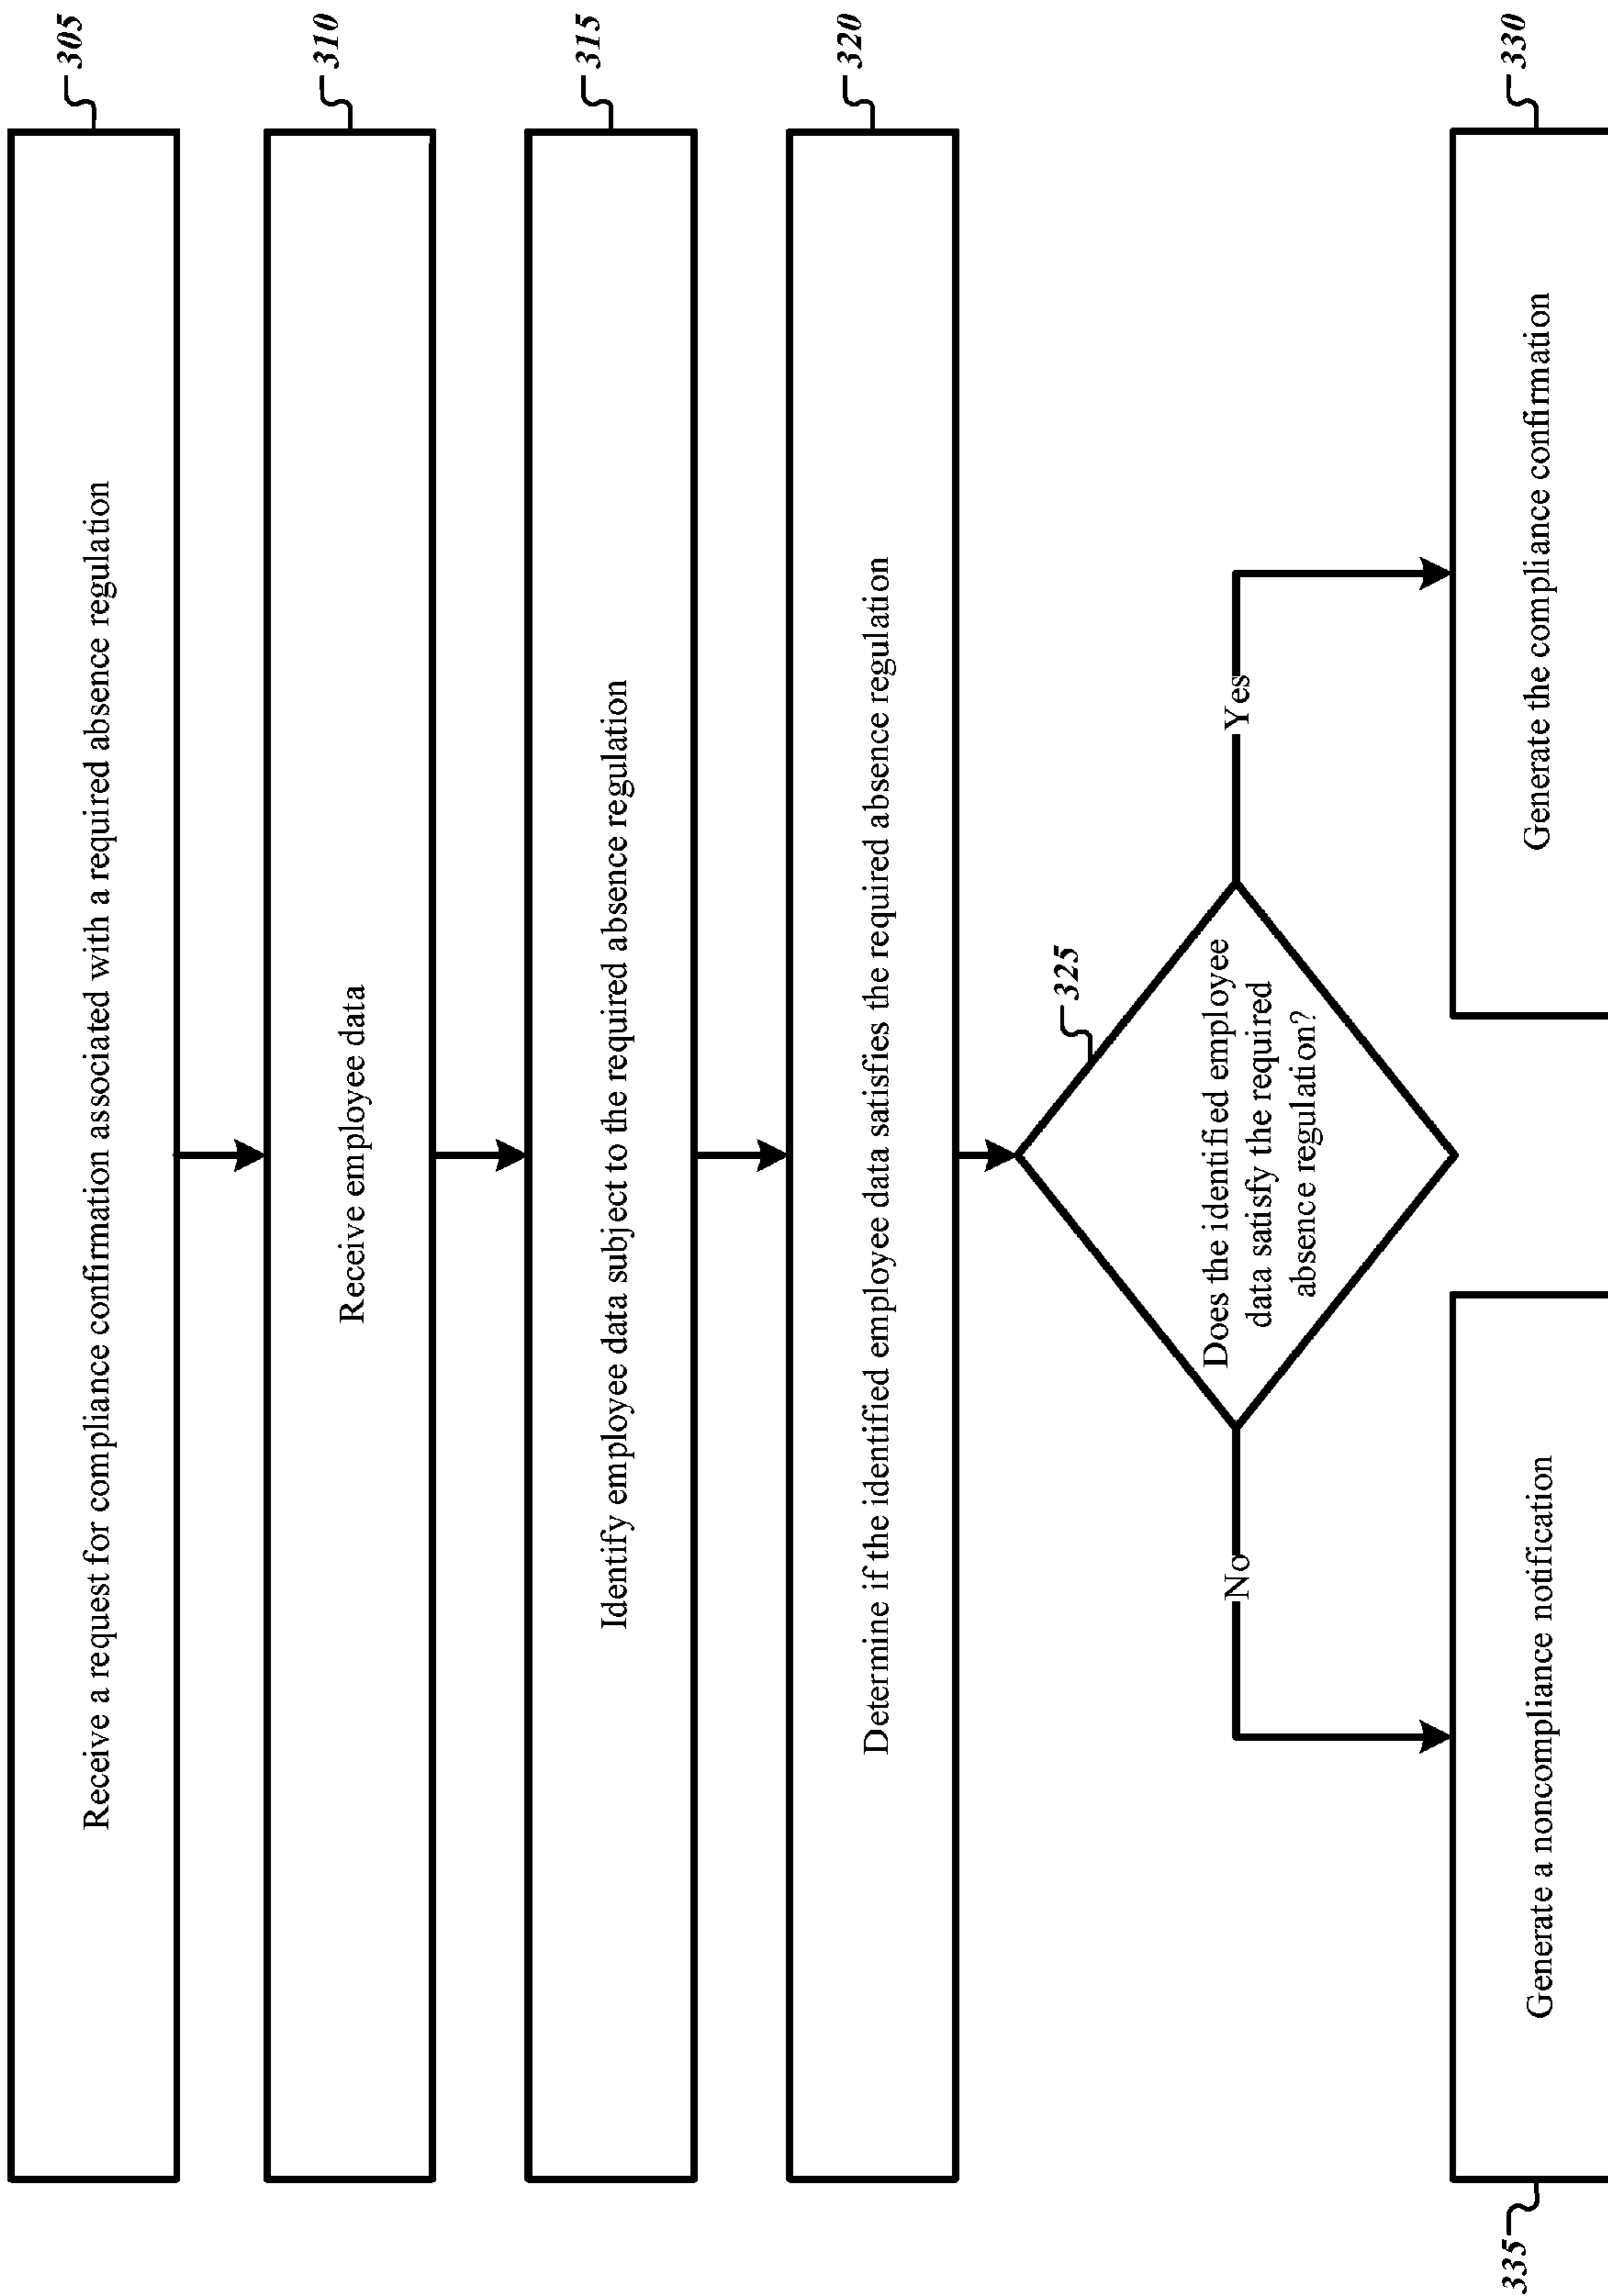 305
Receive a request for compliance confirmation associated with a required absence regulation
310
Receive employee data
315
Identify employee data subject to the required absence regulation
320
Determine if the identified employee data satisfies the required absence regulation
325
Does the identified employee
data satisfy the required
absence regulation?
No
Yes
335
Generate a noncompliance notification
330
Generate the compliance confirmation